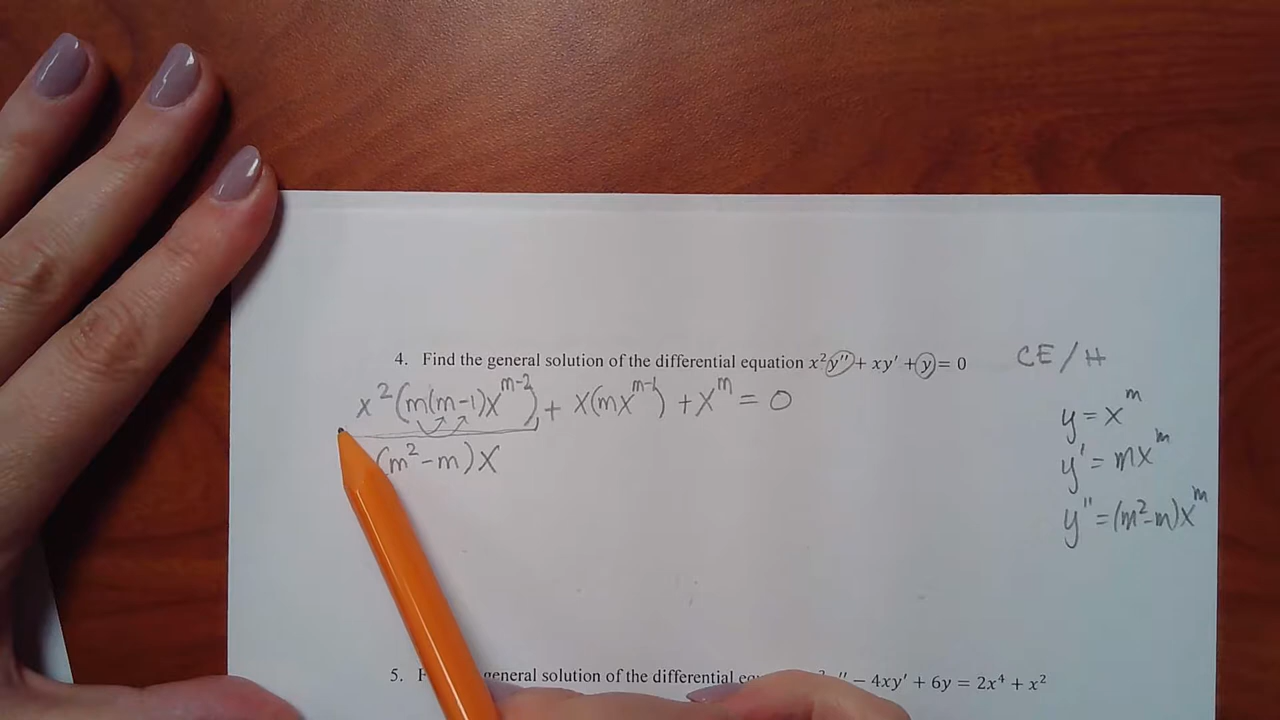 4. Find the general solution of the differential equation x²y'' + xy' + y = 0
CE/H
x²(m(m-1)x^{m-2}) + x(mx^{m-1}) + x^m = 0
(m²-m)x
y = x^m
y' = mx^m
y'' = (m²-m)x^m
5. general solution of the differential − 4xy' + 6y = 2x⁴ + x²